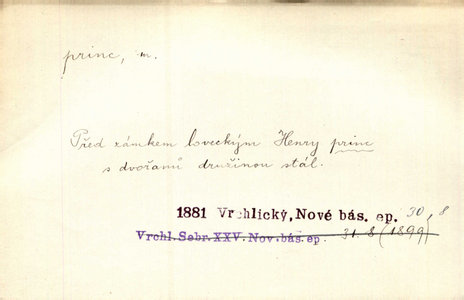 princ, m.
Před zámkem loveckým Henry princ
s dvořanů družinou stál.
1881 Vrchlický, Nové bás. ep. 30, 8
Vrchl. Sebr. XXV. Nov. bás. ep. 31. 8 (1899)